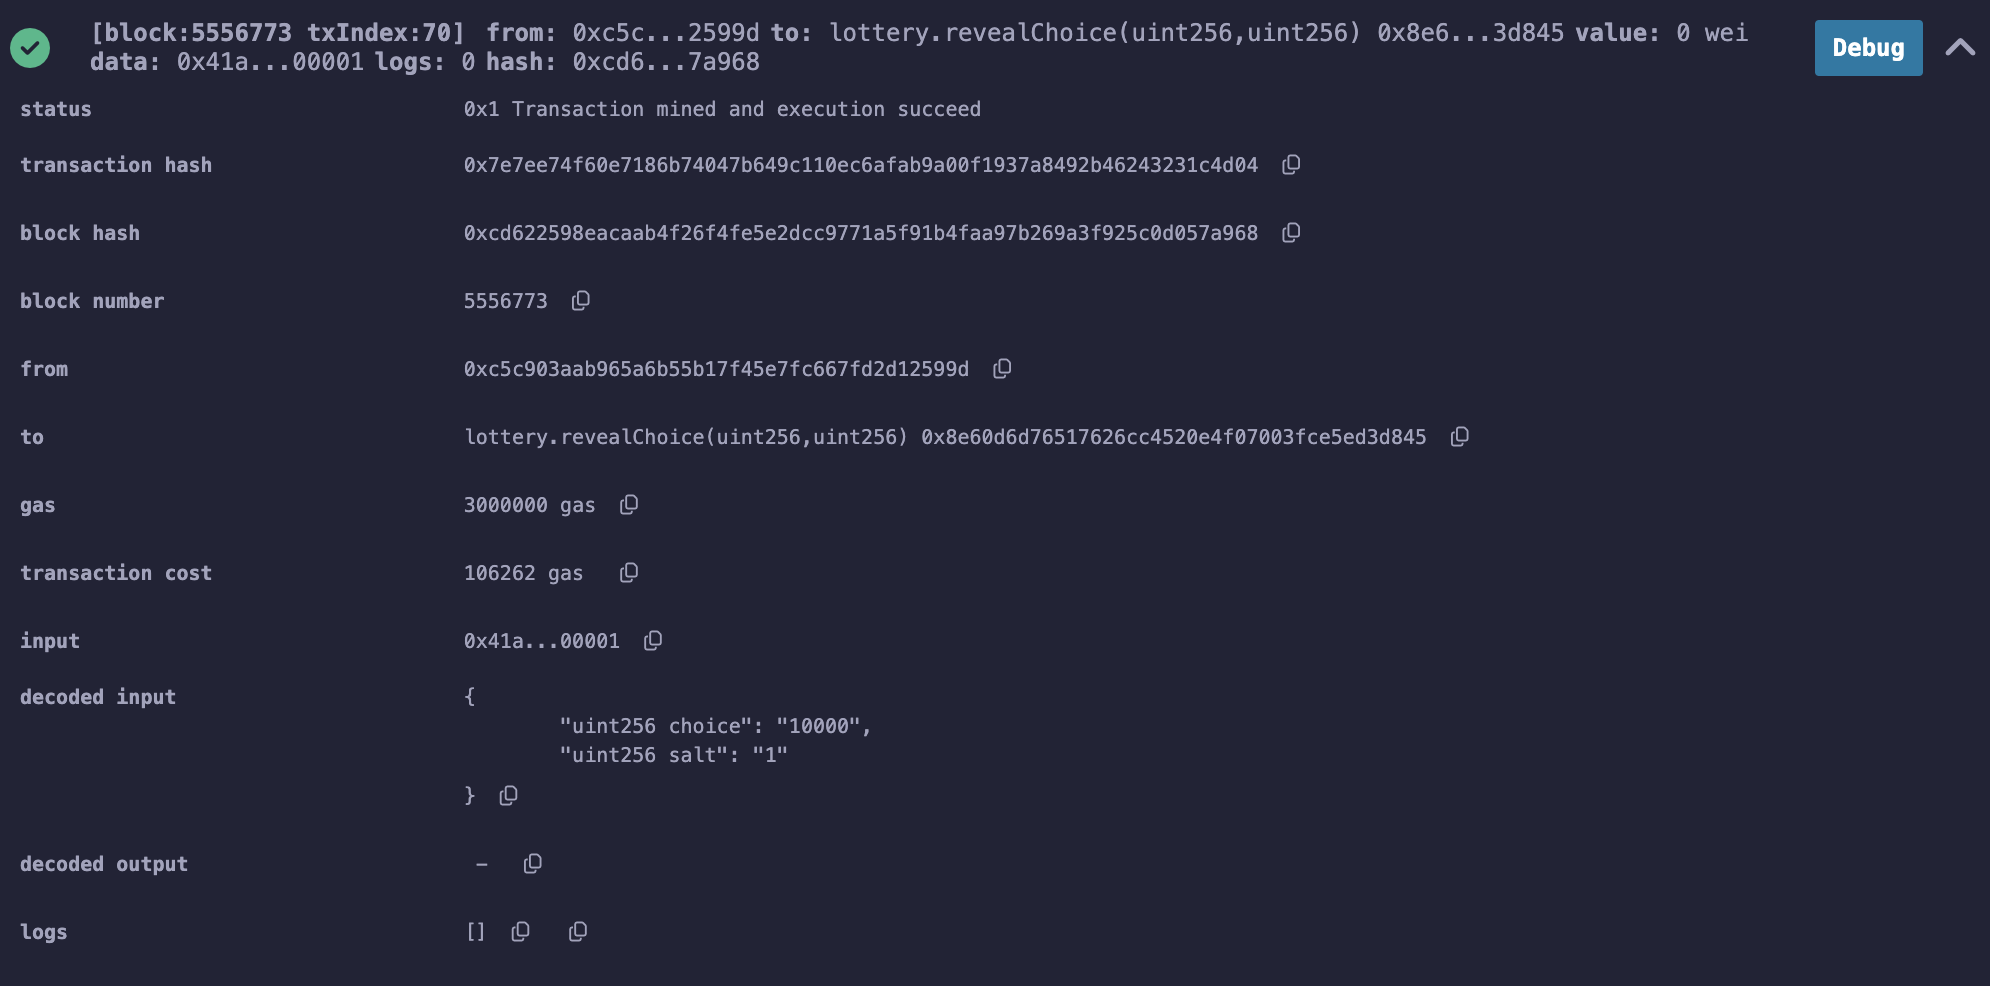 [block:5556773 txIndex:70] from: 0xc5c...2599d to: lottery.revealChoice(uint256,uint256) 0x8e6...3d845 value: 0 wei
data: 0x41a...00001 logs: 0 hash: 0xcd6...7a968
Debug
status 0x1 Transaction mined and execution succeed
transaction hash 0x7e7ee74f60e7186b74047b649c110ec6afab9a00f1937a8492b46243231c4d04
block hash 0xcd622598eacaab4f26f4fe5e2dcc9771a5f91b4faa97b269a3f925c0d057a968
block number 5556773
from 0xc5c903aab965a6b55b17f45e7fc667fd2d12599d
to lottery.revealChoice(uint256,uint256) 0x8e60d6d76517626cc4520e4f07003fce5ed3d845
gas 3000000 gas
transaction cost 106262 gas
input 0x41a...00001
decoded input {
"uint256 choice": "10000",
"uint256 salt": "1"
}
decoded output -
logs []